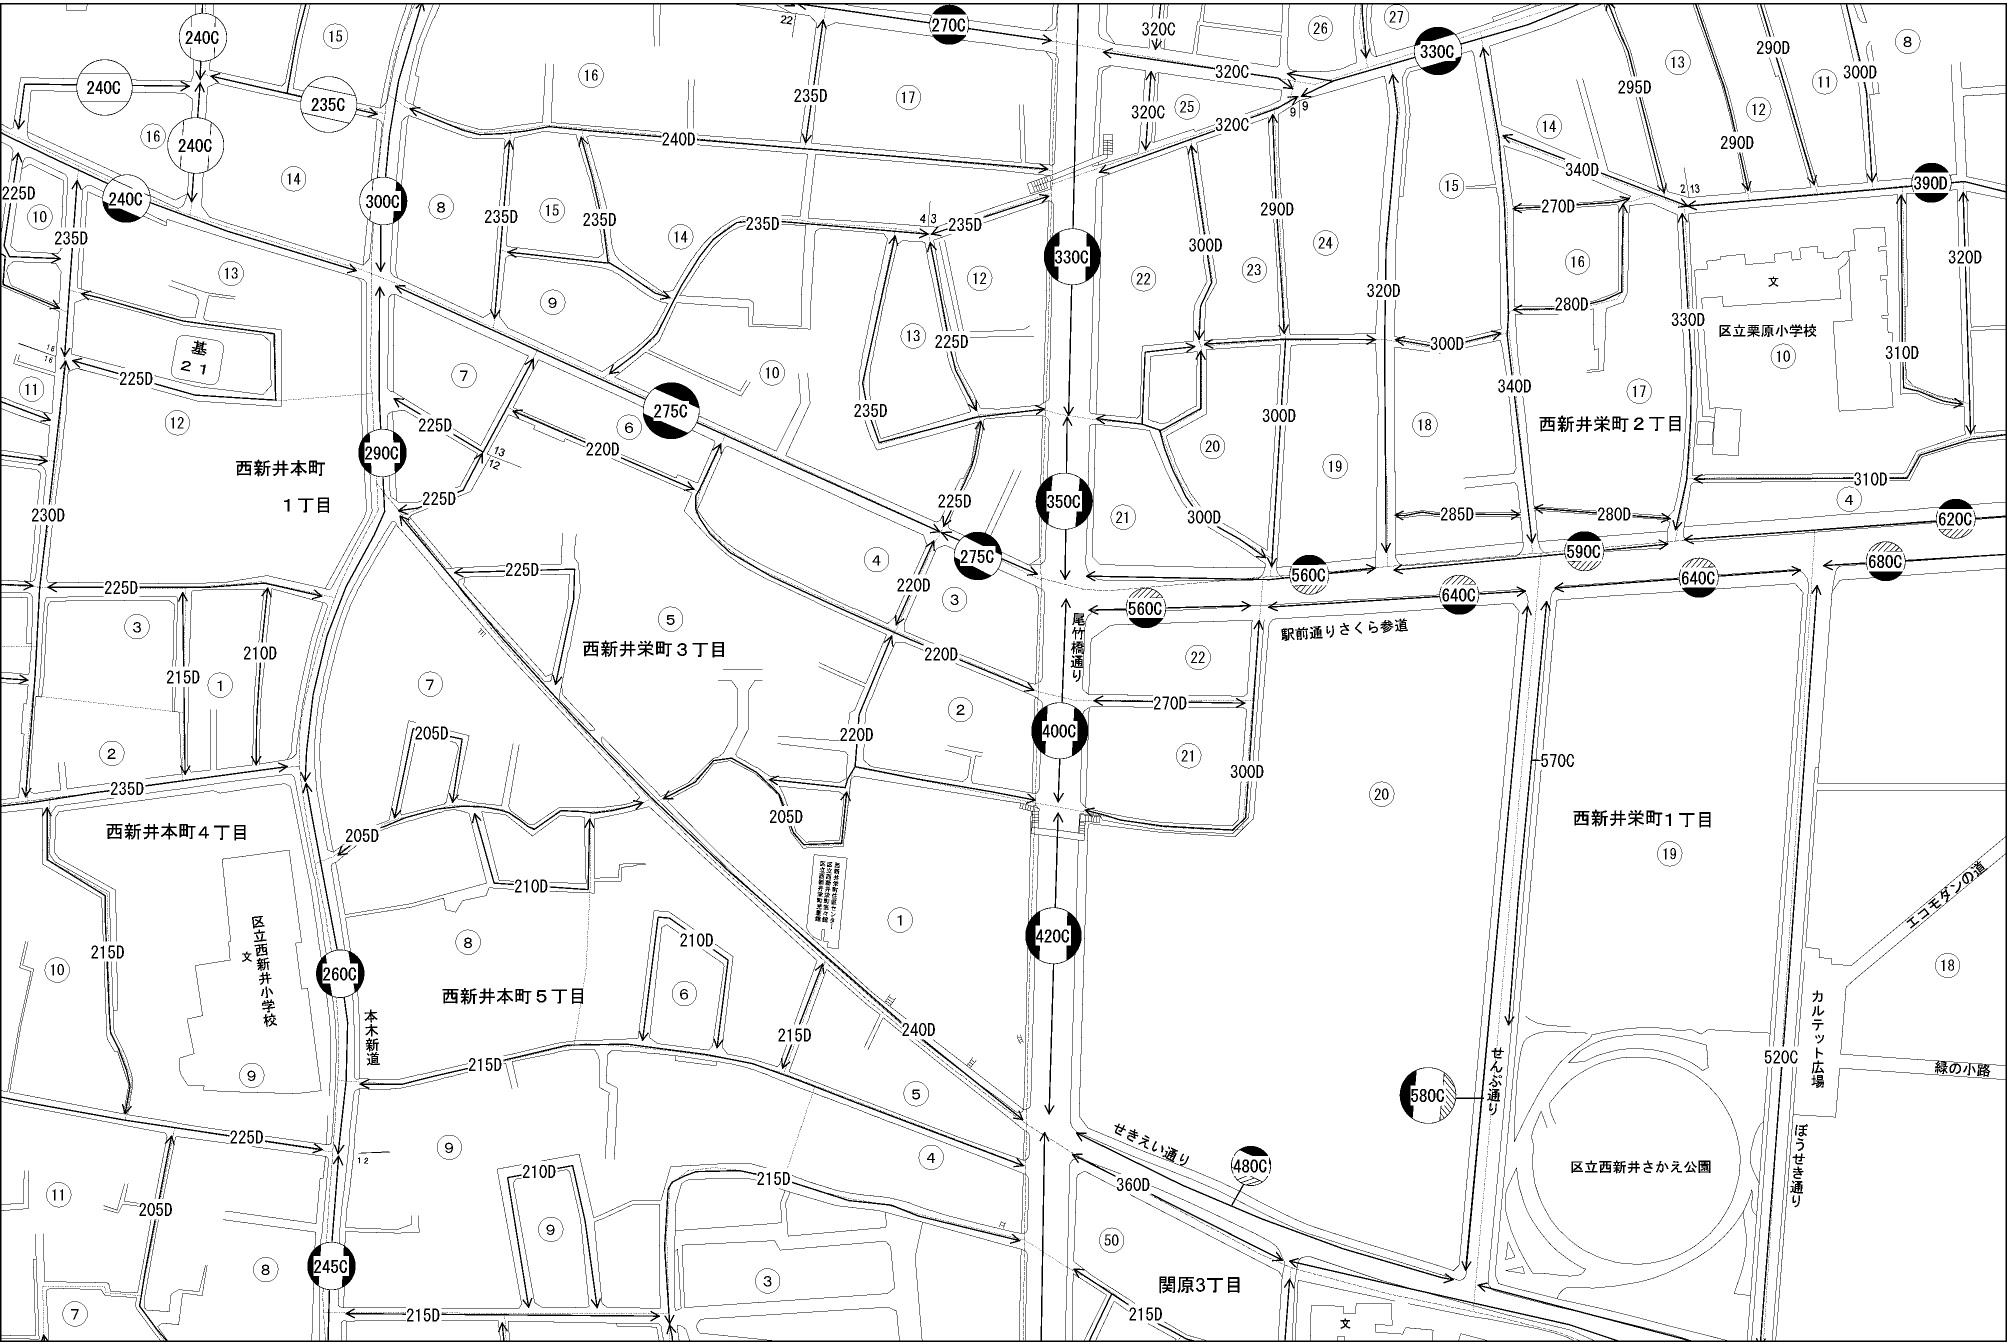 240C
15
22
270C
320C
26
27
330C
8
240C
235C
16
235D
17
25
320C
320C
320C
9
9
295D
13
290D
12
290D
11
300D
16
240C
14
240D
14
340D
2
13
390D
225D
10
240C
300C
8
235D
15
235D
14
235D
4
3
235D
290D
24
15
270D
235D
13
330C
300D
22
23
16
320D
9
12
320D
280D
文
330D
区立栗原小学校
10
基
21
225D
18
16
11
7
10
13
225D
300D
310D
340D
17
12
225D
275C
6
235D
300D
18
西新井栄町2丁目
290C
13
12
220D
20
19
西新井本町
1丁目
225D
225D
350C
21
300D
310D
4
285D
280D
620C
230D
275C
4
590C
680C
225D
225D
220D
560C
640C
3
3
560C
640C
尾竹橋通り
駅前通りさくら参道
5
西新井栄町3丁目
210D
215D
1
7
220D
22
270D
2
2
205D
220D
400C
21
300D
570C
235D
20
205D
205D
西新井本町4丁目
西新井栄町1丁目
19
210D
エコモダンの道
区立西新井小学校
文
215D
10
8
1
210D
420C
18
260C
西新井本町5丁目
6
カルテット広場
本木新道
215D
240D
215D
9
5
せんぷ通り
520C
緑の小路
580C
225D
12
9
4
せきえい通り
480C
ぼうせき通り
360D
区立西新井さかえ公園
11
205D
210D
215D
9
50
8
245C
3
関原3丁目
7
215D
215D
文